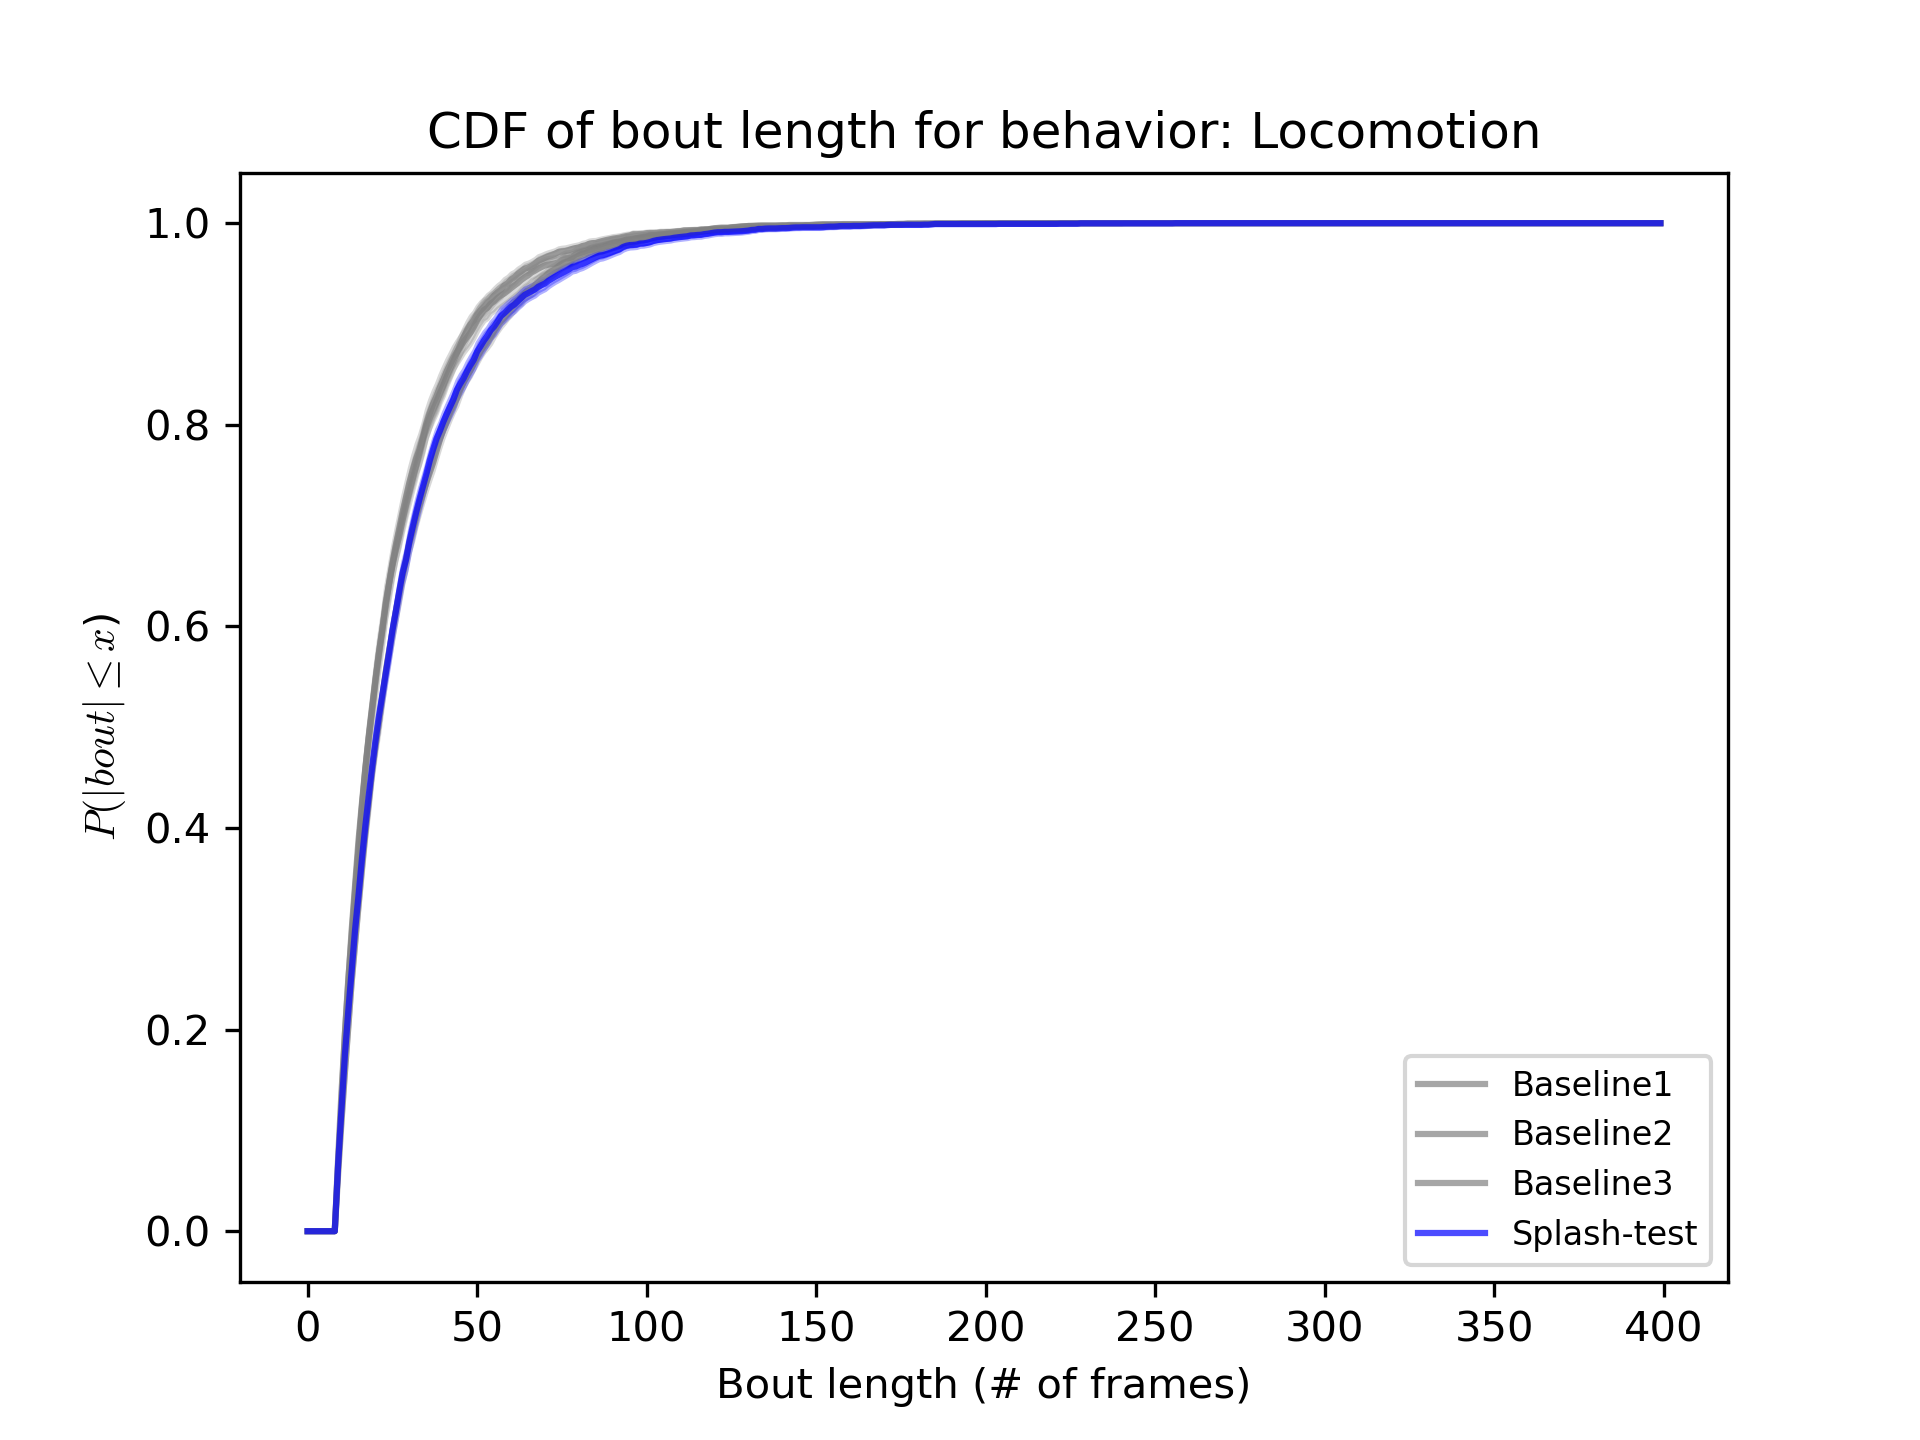 CDF of bout length for behavior: Locomotion
P(|bout| ≤ x)
1.0
0.8
0.6
0.4
0.2
0.0
0 50 100 150 200 250 300 350 400
Bout length (# of frames)
Baseline1
Baseline2
Baseline3
Splash-test